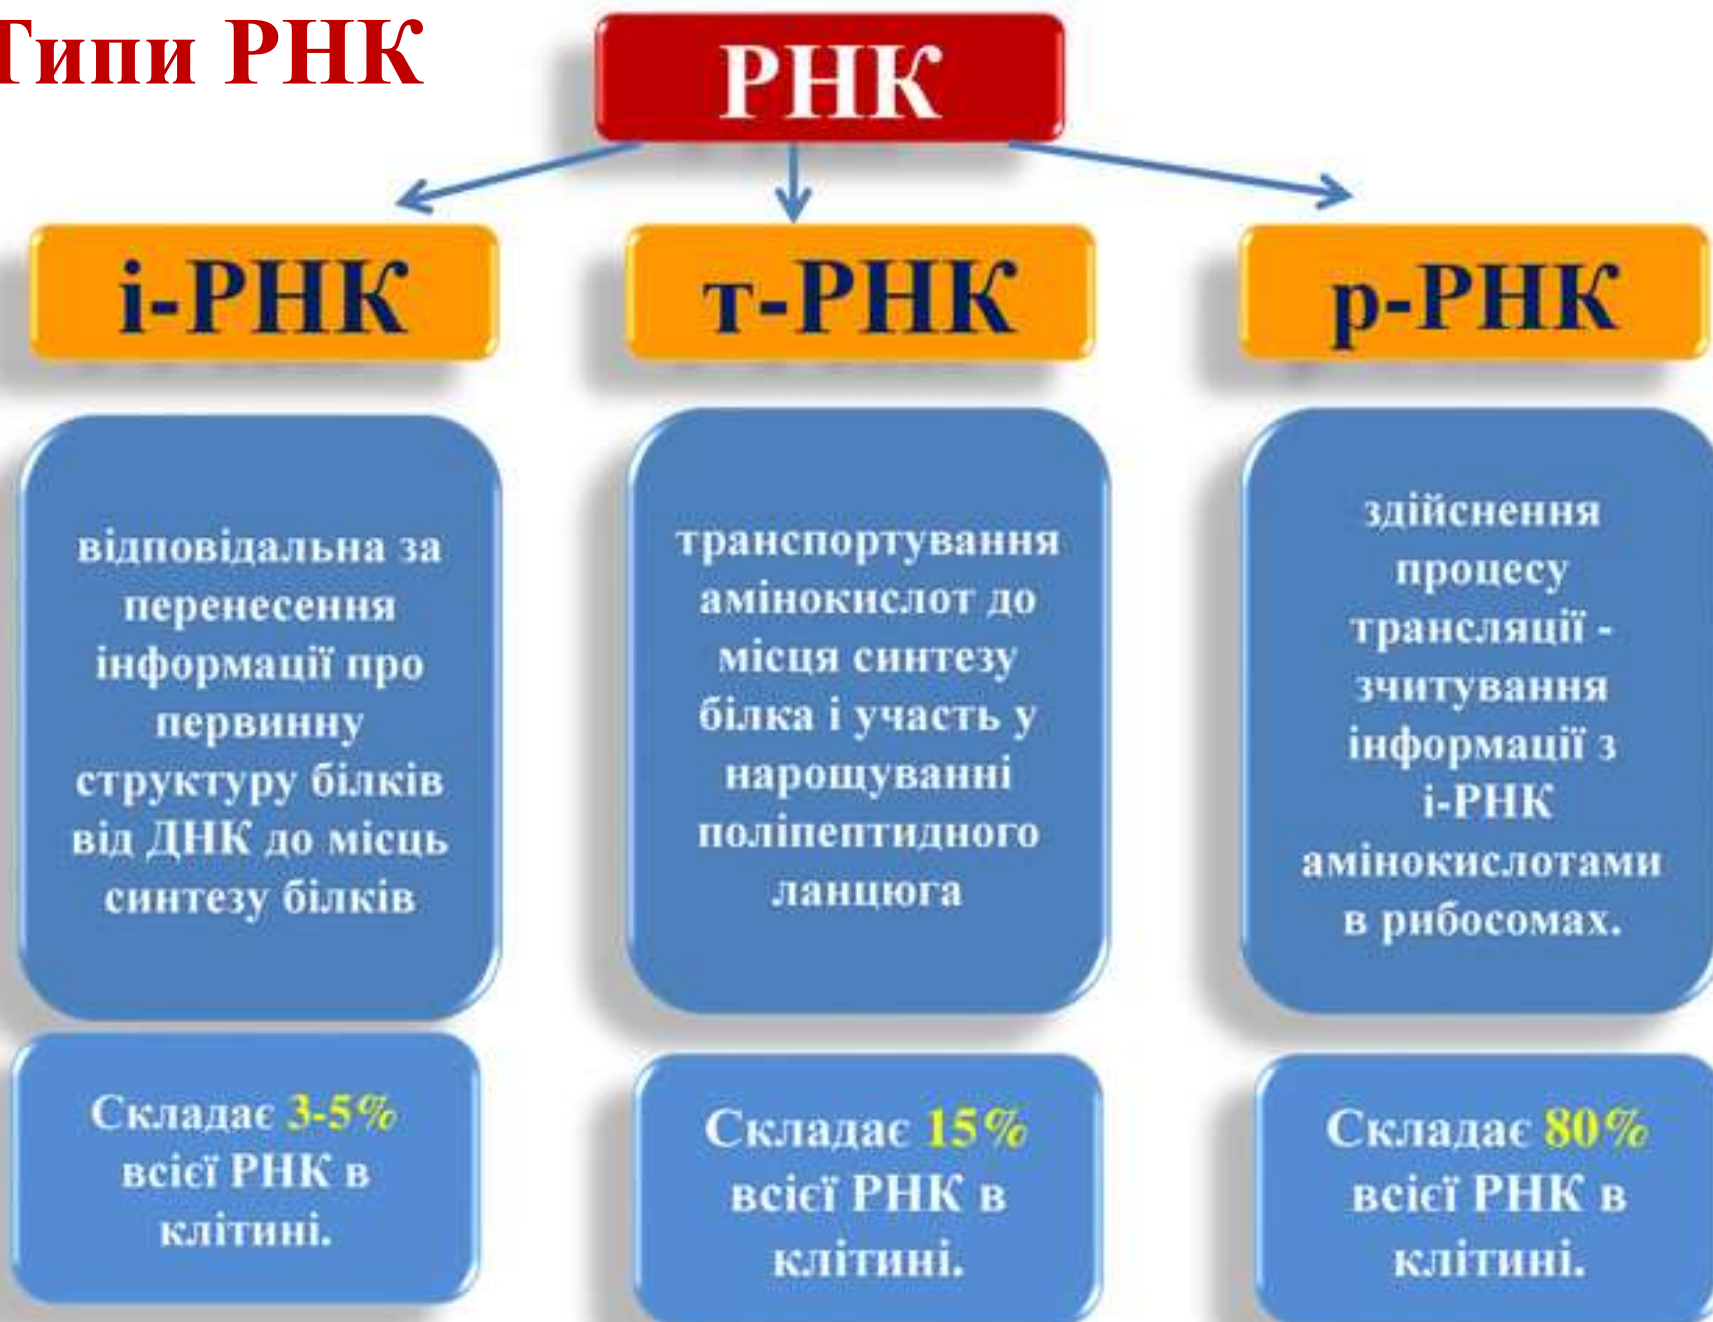 Типи РНК
РНК
і-РНК
т-РНК
р-РНК
відповідальна за
перенесення
інформації про
первинну
структуру білків
від ДНК до місць
синтезу білків
транспортування
амінокислот до
місця синтезу
білка і участь у
нарощуванні
поліпептидного
ланцюга
здійснення
процесу
трансляції -
зчитування
інформації з
і-РНК
амінокислотами
в рибосомах.
Складає 3-5%
всієї РНК в
клітині.
Складає 15%
всієї РНК в
клітині.
Складає 80%
всієї РНК в
клітині.